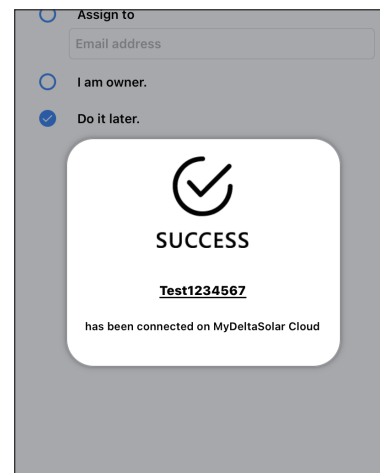 Assign to
Email address
I am owner.
Do it later.
SUCCESS
Test1234567
has been connected on MyDeltaSolar Cloud